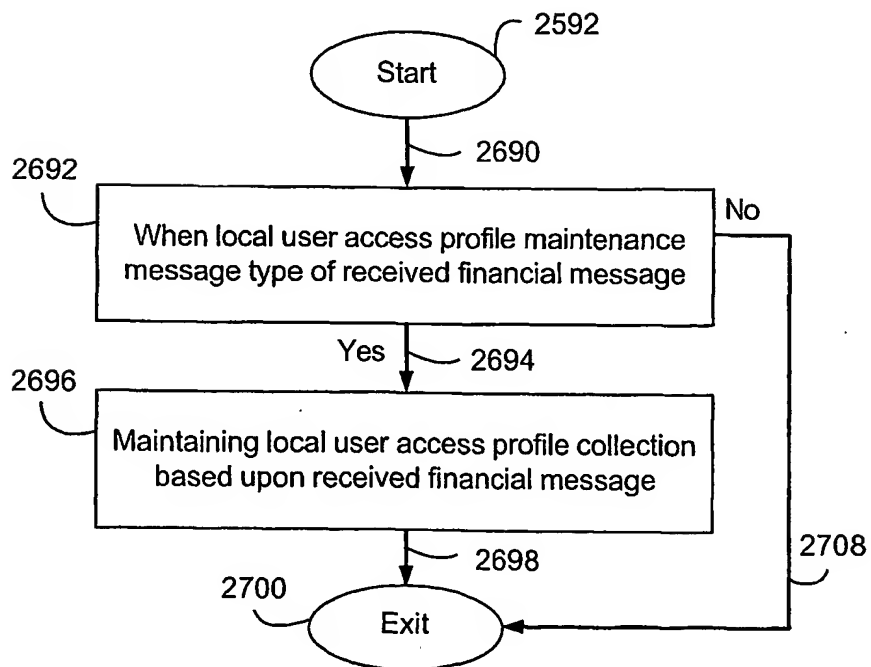 2592
Start
2690
2692
No
When local user access profile maintenance
message type of received financial message
Yes
2694
2696
Maintaining local user access profile collection
based upon received financial message
2698
2708
2700
Exit